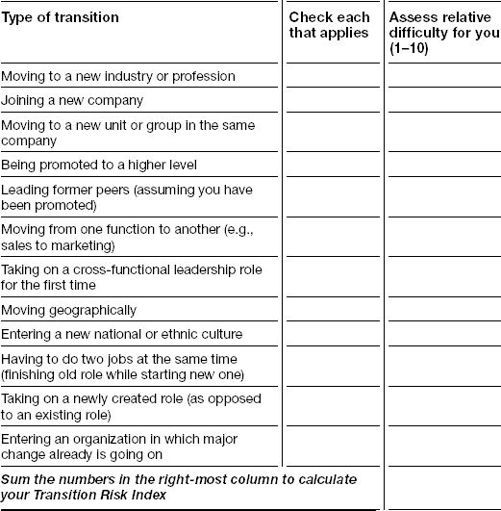 Type of transition
Check each
that applies
Assess relative
difficulty for you
(1–10)
Moving to a new industry or profession
Joining a new company
Moving to a new unit or group in the same
company
Being promoted to a higher level
Leading former peers (assuming you have
been promoted)
Moving from one function to another (e.g.,
sales to marketing)
Taking on a cross-functional leadership role
for the first time
Moving geographically
Entering a new national or ethnic culture
Having to do two jobs at the same time
(finishing old role while starting new one)
Taking on a newly created role (as opposed
to an existing role)
Entering an organization in which major
change already is going on
Sum the numbers in the right-most column to calculate
your Transition Risk Index